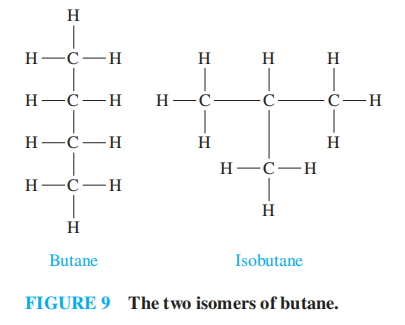 H
H C H
H C H
H C H
H C H
H
H H H
H C C C H
H H
H C H
H
Butane
Isobutane
FIGURE 9 The two isomers of butane.